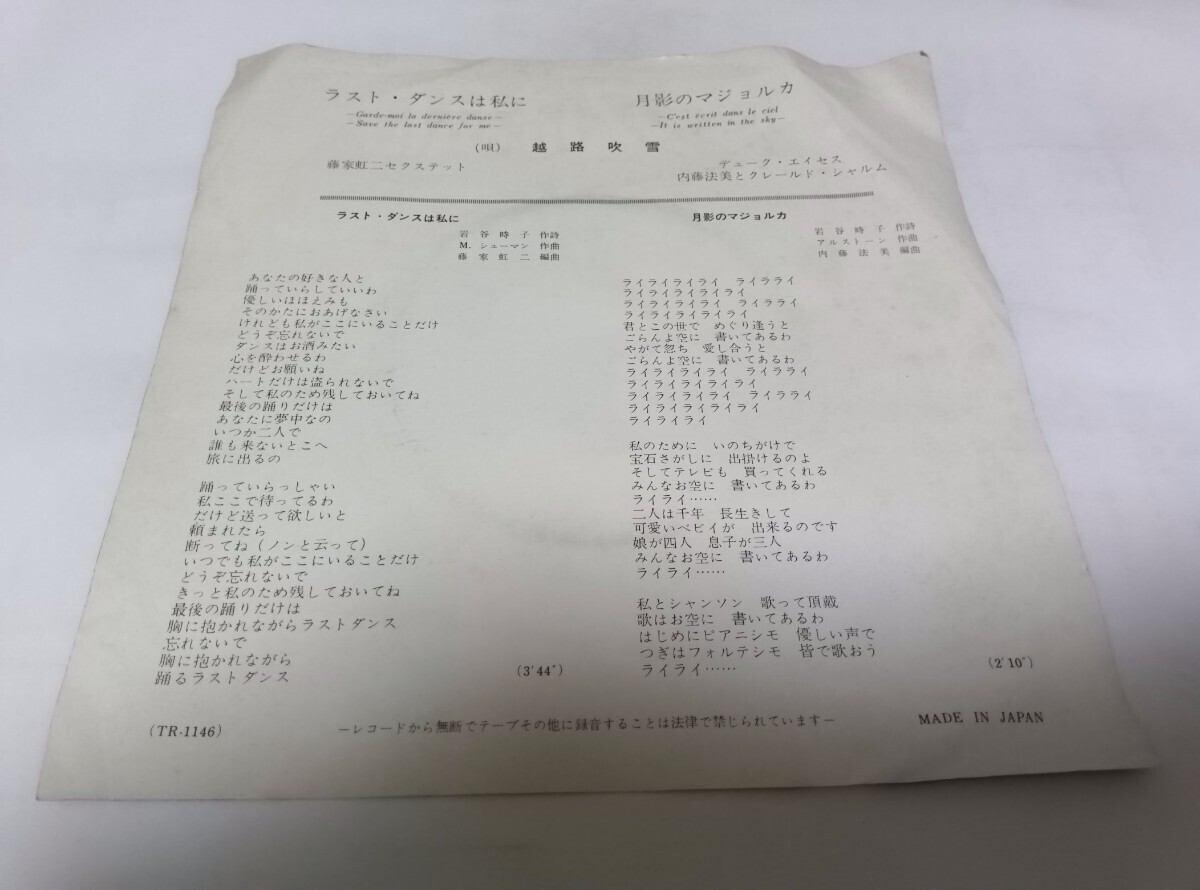 ラスト・ダンスは私に
—Garde-moi la dernière danse—
—Save the last dance for me—
月影のマジョルカ
—C'est écrit dans le ciel
—It is written in the sky—
(唄) 越路吹雪
藤家虹二セクステット
デューク・エイセス
内藤法美とクレールド・シャルム
ラスト・ダンスは私に
岩谷時子 作詩
M. シューマン 作曲
藤家虹二 編曲
あなたの好きな人と
踊っていらしていいわ
優しいほほえみも
そのかたにおあげなさい
けれども私がここにいることだけ
どうぞ忘れないで
ダンスはお酒みたい
心を酔わせるわ
だけどお願いね
ハートだけは盗られないで
そして私のため残しておいてね
最後の踊りだけは
あなたに夢中なの
いつか二人で
誰も来ないとこへ
旅に出るの
踊っていらっしゃい
私ここで待ってるわ
だけど送って欲しいと
頼まれたら
断ってね(ノンと云って)
いつでも私がここにいることだけ
どうぞ忘れないで
きっと私のため残しておいてね
最後の踊りだけは
胸に抱かれながらラストダンス
忘れないで
胸に抱かれながら
踊るラストダンス
(3'44")
月影のマジョルカ
岩谷時子 作詩
アルストーン 作曲
内藤法美 編曲
ライライライライ ライラライ
ライライライライライ
ライライライライ ライラライ
ライライライライライ
君とこの世で めぐり逢うと
ごらんよ空に 書いてあるわ
やがて忽ち 愛し合うと
ごらんよ空に 書いてあるわ
ライライライライ ライラライ
ライライライライライ
ライライライライ ライラライ
ライライライライライ
ライライライ
私のために いのちがけで
宝石さがしに 出掛けるのよ
そしてテレビも 買ってくれる
みんなお空に 書いてあるわ
ライライ……
二人は千年 長生きして
可愛いベビイが 出来るのです
娘が四人 息子が三人
みんなお空に 書いてあるわ
ライライ……
私とシャンソン 歌って頂戴
歌はお空に 書いてあるわ
はじめにピアニシモ 優しい声で
つぎはフォルテシモ 皆で歌おう
ライライ……
(2'10")
(TR-1146)
—レコードから無断でテープその他に録音することは法律で禁じられています—
MADE IN JAPAN